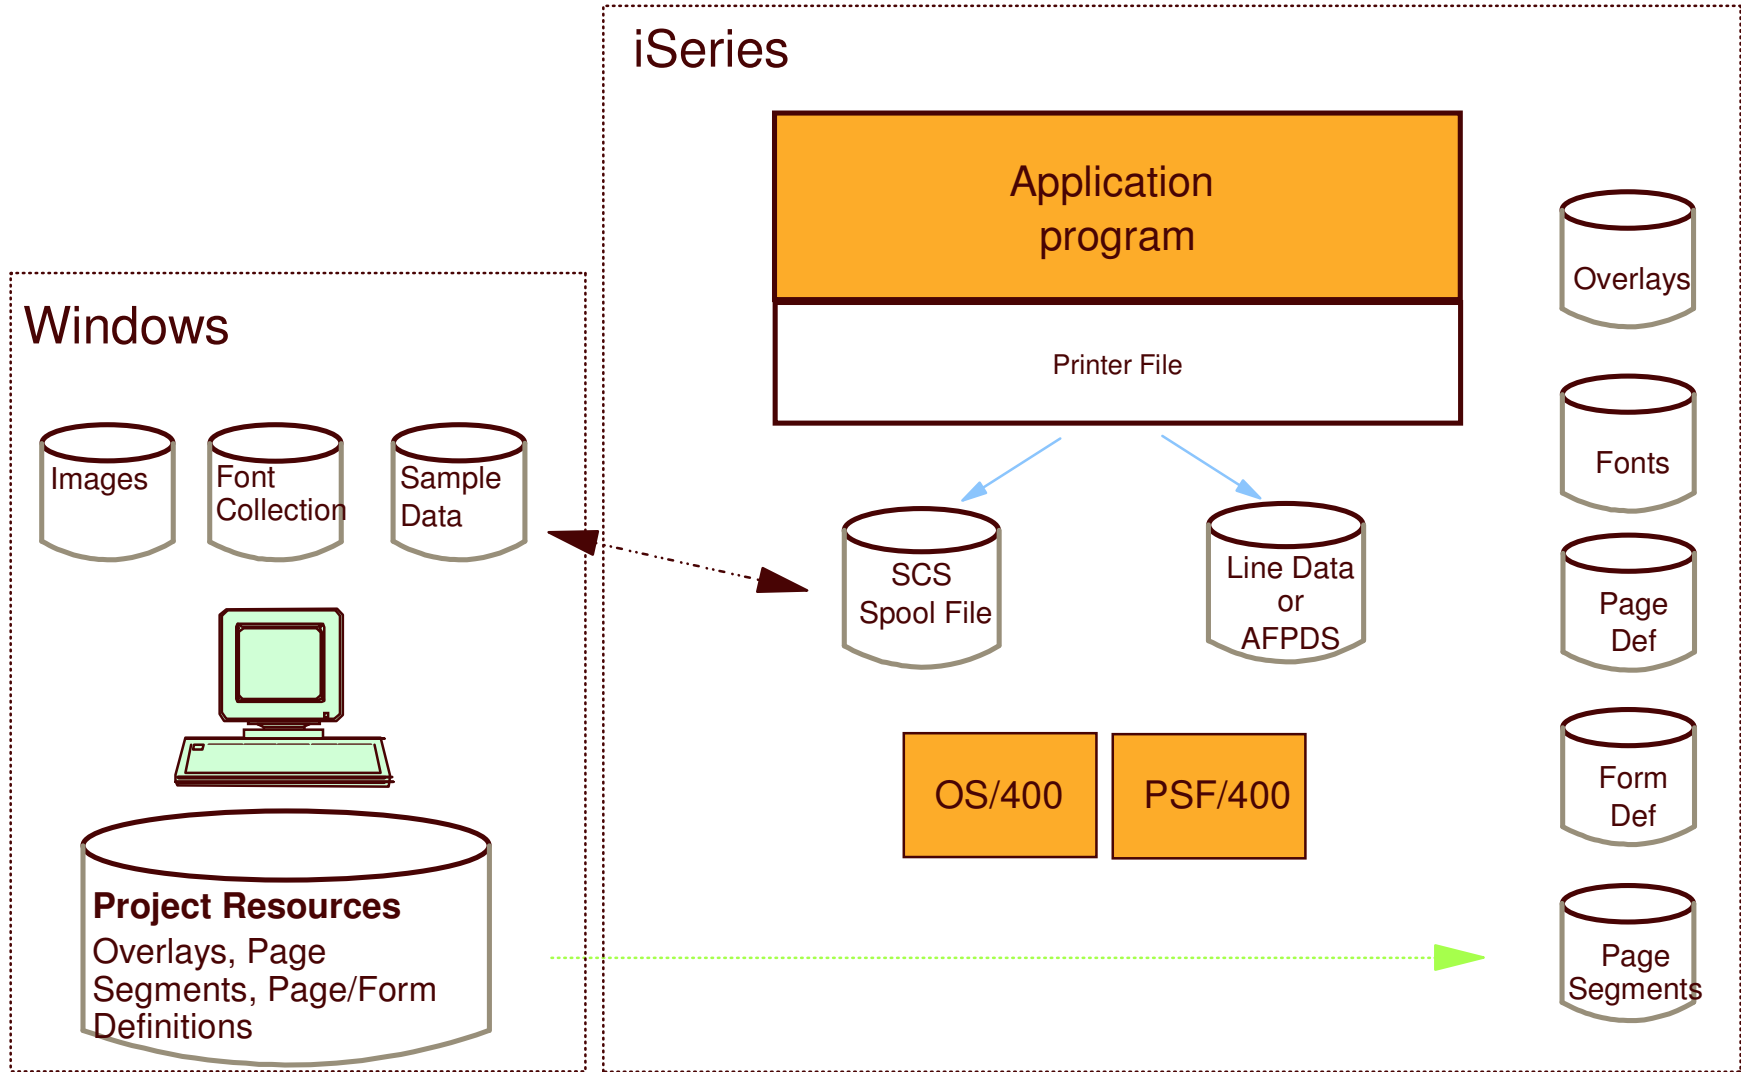 iSeries
Application
program
Printer File
Windows
Images
Font
Collection
Sample
Data
SCS
Spool File
Line Data
or
AFPDS
OS/400
PSF/400
Project Resources
Overlays, Page
Segments, Page/Form
Definitions
Overlays
Fonts
Page
Def
Form
Def
Page
Segments